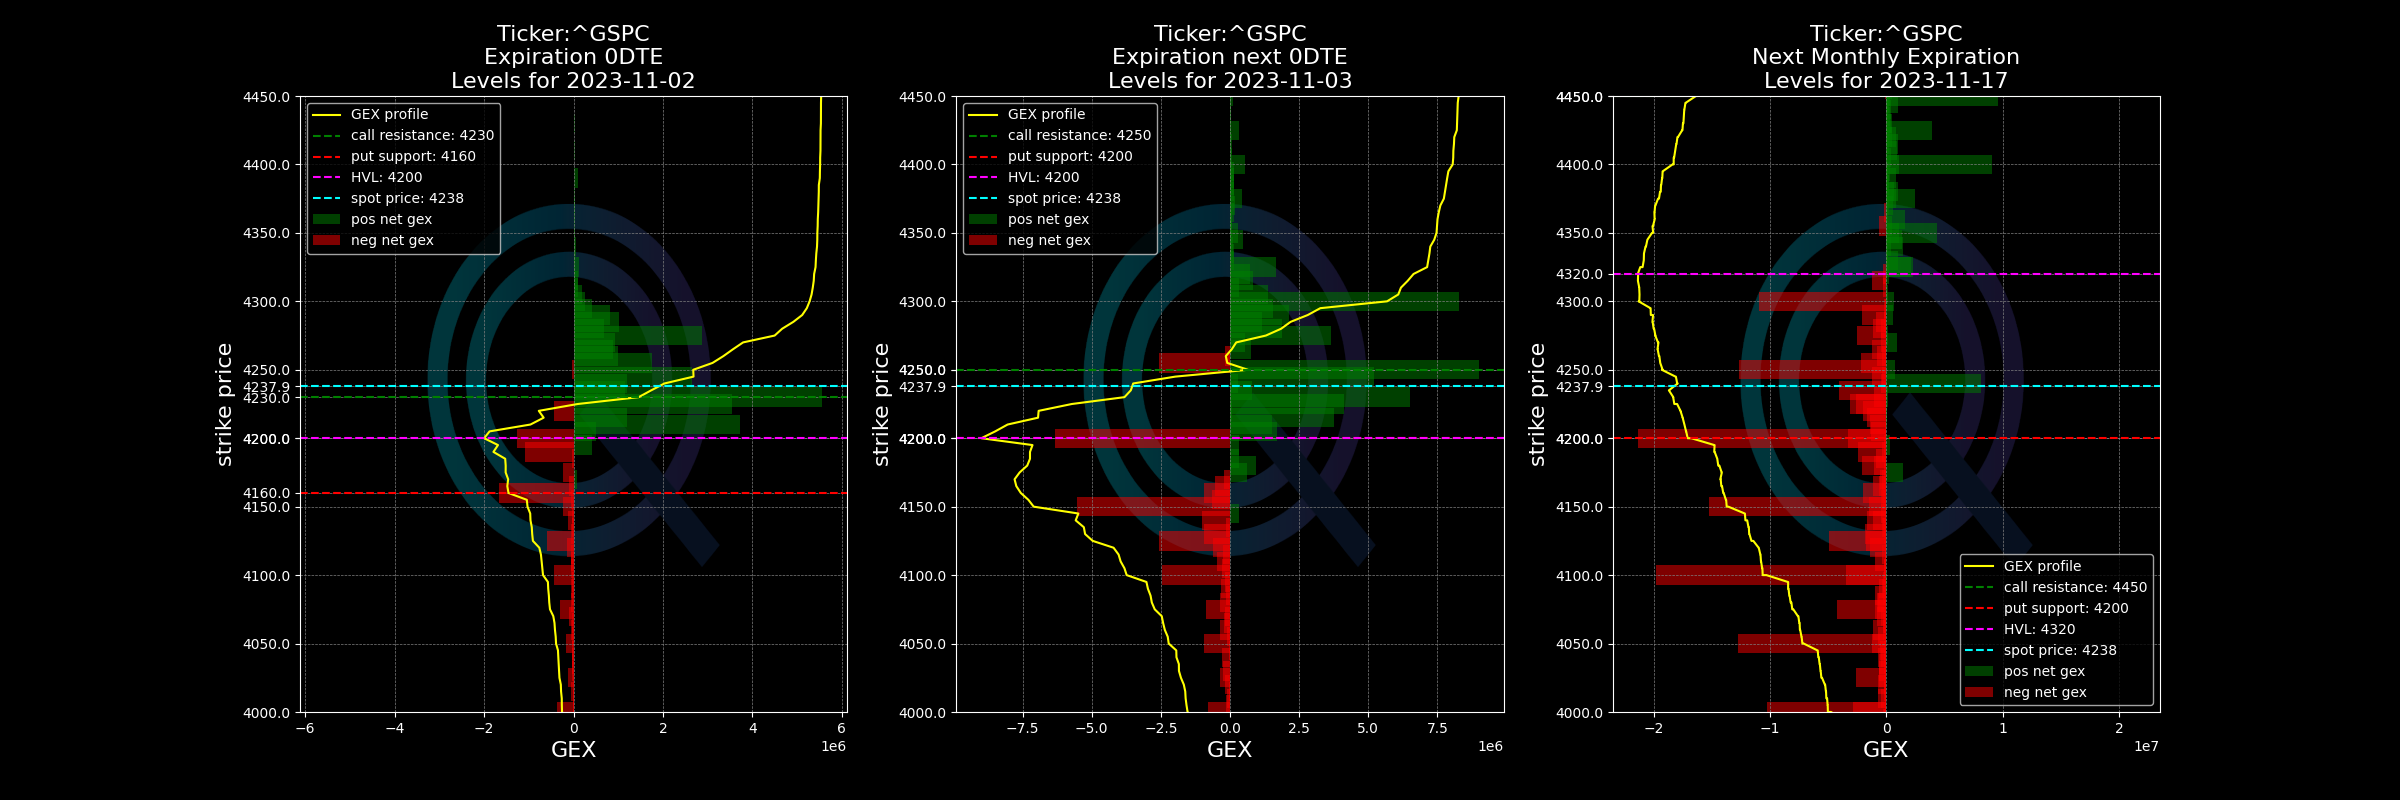 Ticker:^GSPC
Expiration 0DTE
Levels for 2023-11-02
4450.0
4400.0
4350.0
4300.0
4250.0
4237.9
4230.0
4200.0
4160.0
4150.0
4100.0
4050.0
4000.0
strike price
GEX profile
call resistance: 4230
put support: 4160
HVL: 4200
spot price: 4238
pos net gex
neg net gex
−6 −4 −2 0 2 4 6
1e6
GEX
Ticker:^GSPC
Expiration next 0DTE
Levels for 2023-11-03
4450.0
4400.0
4350.0
4300.0
4250.0
4237.9
4200.0
4150.0
4100.0
4050.0
4000.0
strike price
GEX profile
call resistance: 4250
put support: 4200
HVL: 4200
spot price: 4238
pos net gex
neg net gex
−7.5 −5.0 −2.5 0.0 2.5 5.0 7.5
1e6
GEX
Ticker:^GSPC
Next Monthly Expiration
Levels for 2023-11-17
4450.0
4400.0
4350.0
4320.0
4300.0
4250.0
4237.9
4200.0
4150.0
4100.0
4050.0
4000.0
strike price
GEX profile
call resistance: 4450
put support: 4200
HVL: 4320
spot price: 4238
pos net gex
neg net gex
−2 −1 0 1 2
1e7
GEX